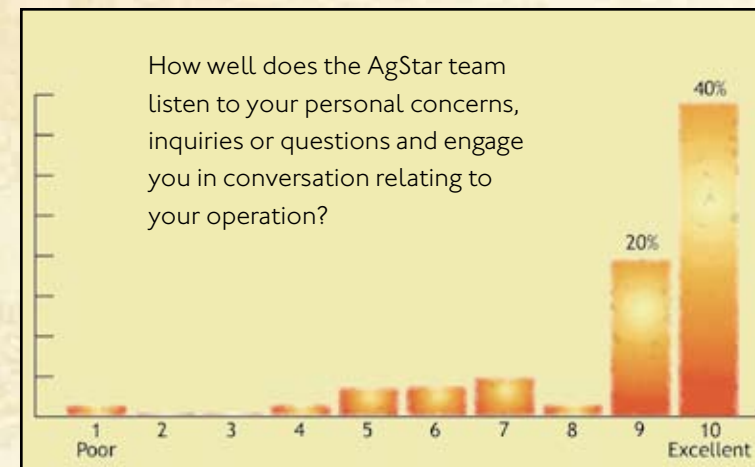 How well does the AgStar team
listen to your personal concerns,
inquiries or questions and engage
you in conversation relating to
your operation?
40%
20%
1 2 3 4 5 6 7 8 9 10
Poor Excellent